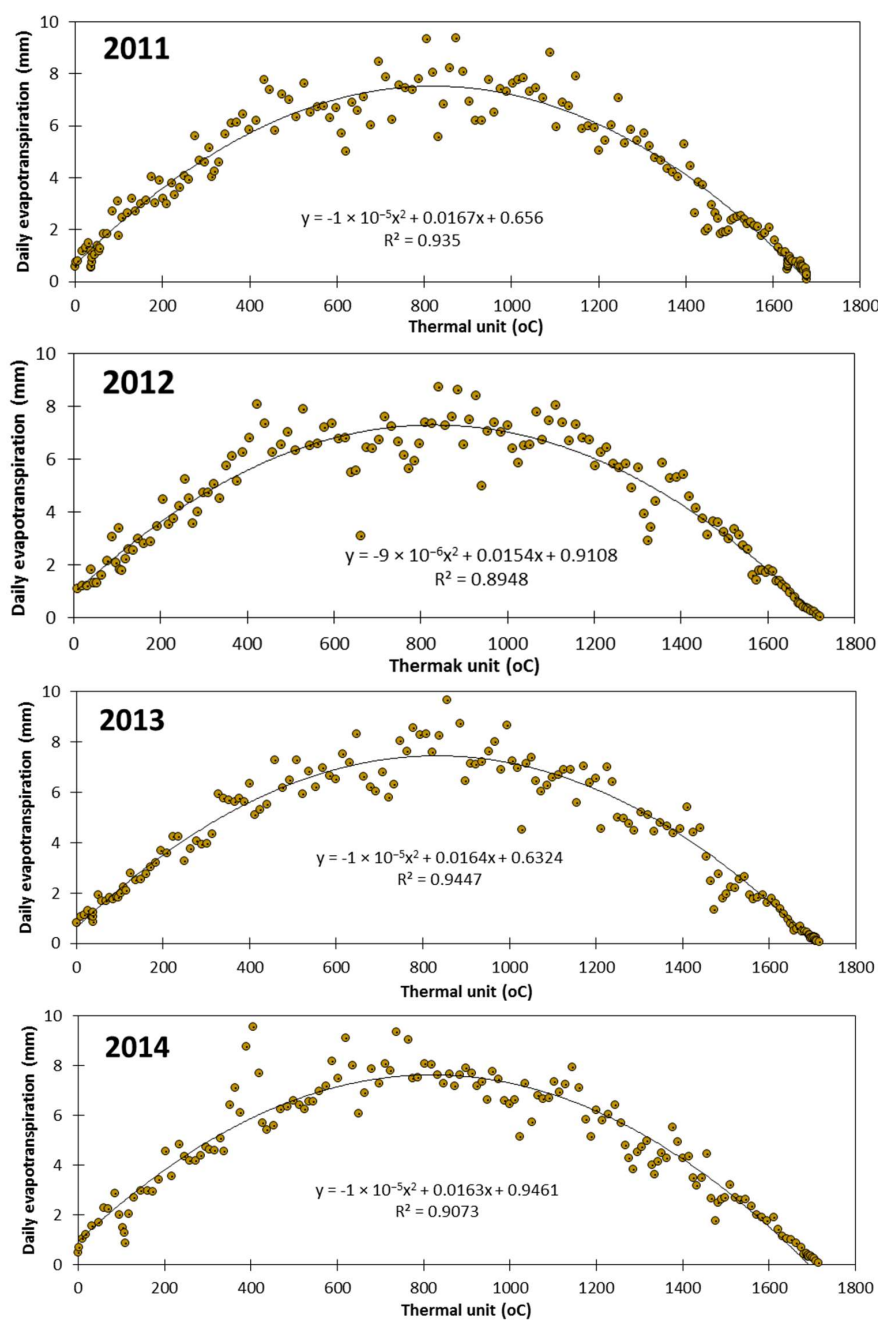 2011
Daily evapotranspiration (mm)
10
8
6
4
2
0
y = -1 × 10⁻⁵x² + 0.0167x + 0.656
R² = 0.935
0 200 400 600 800 1000 1200 1400 1600 1800
Thermal unit (oC)
2012
Daily evapotranspiration (mm)
10
8
6
4
2
0
y = -9 × 10⁻⁶x² + 0.0154x + 0.9108
R² = 0.8948
0 200 400 600 800 1000 1200 1400 1600 1800
Thermak unit (oC)
2013
Daily evapotranspiration (mm)
10
8
6
4
2
0
y = -1 × 10⁻⁵x² + 0.0164x + 0.6324
R² = 0.9447
0 200 400 600 800 1000 1200 1400 1600 1800
Thermal unit (oC)
2014
Daily evapotranspiration (mm)
10
8
6
4
2
0
y = -1 × 10⁻⁵x² + 0.0163x + 0.9461
R² = 0.9073
0 200 400 600 800 1000 1200 1400 1600 1800
Thermal unit (oC)